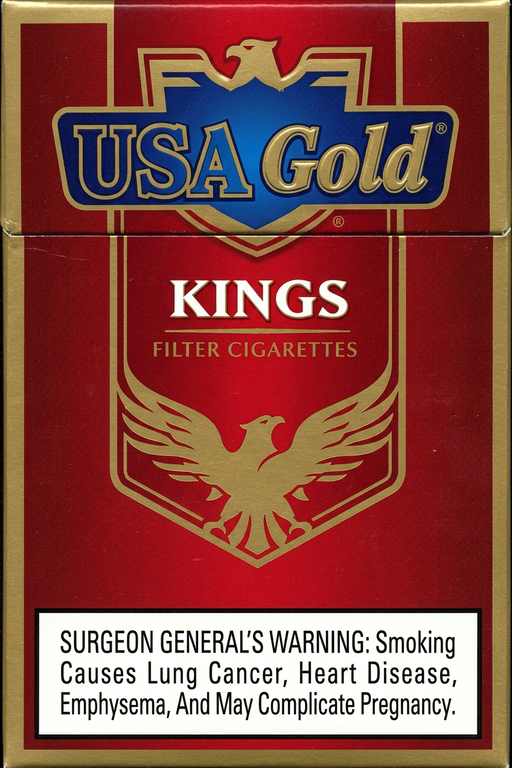 USA Gold®
®
KINGS
FILTER CIGARETTES
SURGEON GENERAL'S WARNING: Smoking
Causes Lung Cancer, Heart Disease,
Emphysema, And May Complicate Pregnancy.